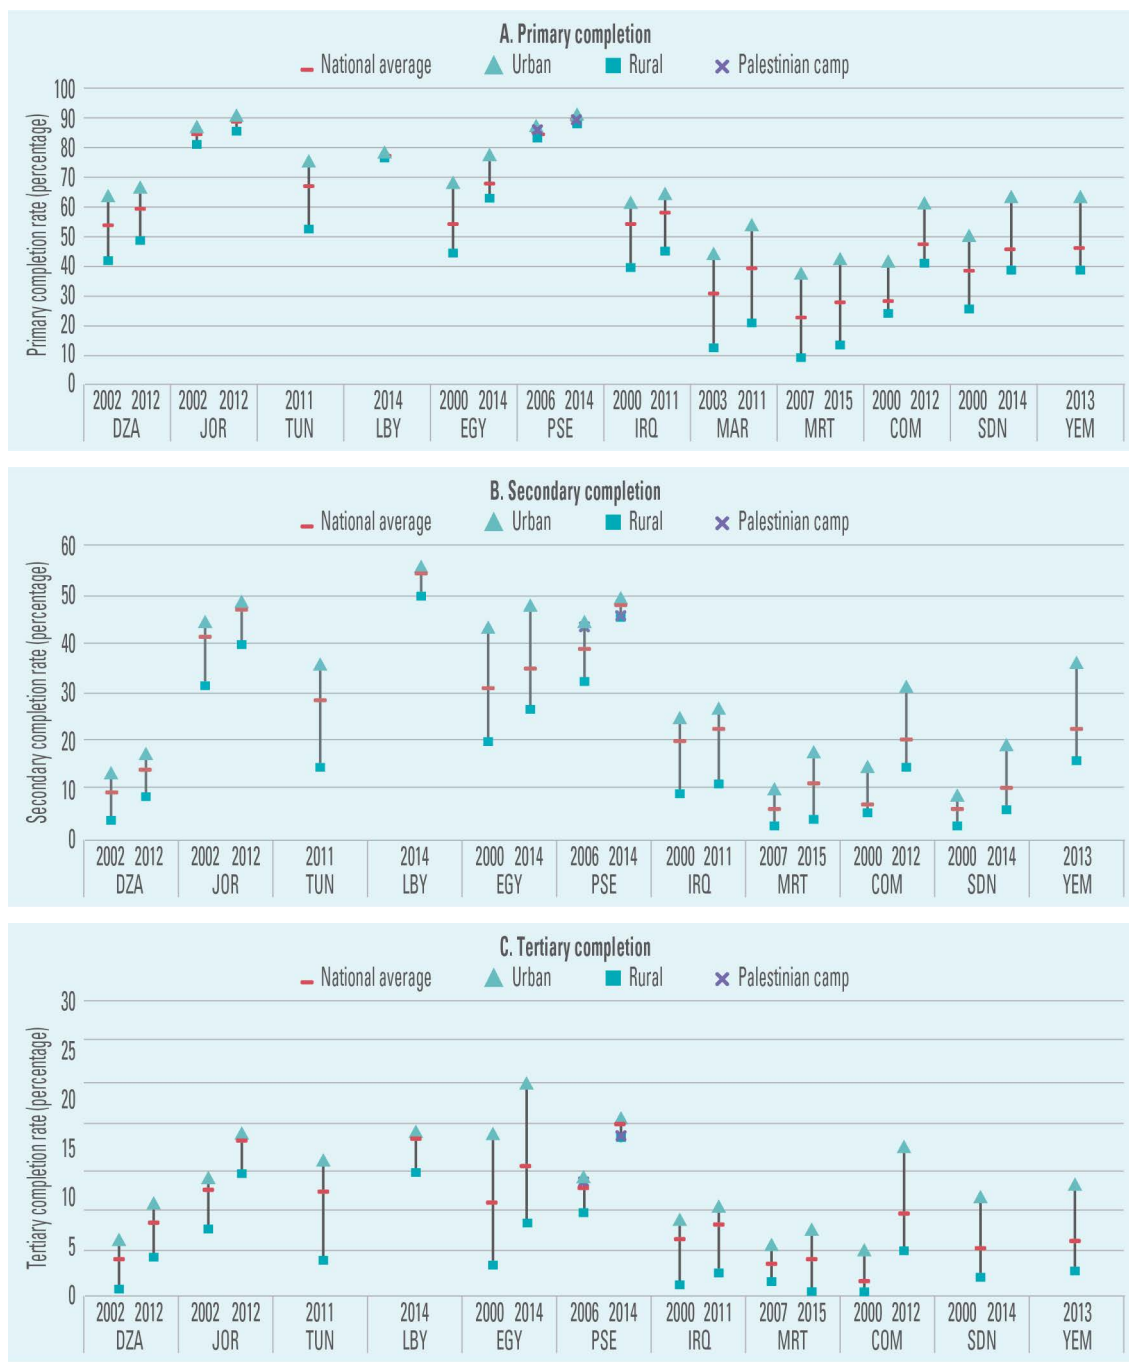 A. Primary completion
National average Urban Rural Palestinian camp
Primary completion rate (percentage)
100
90
80
70
60
50
40
30
20
10
0
2002 2012 2002 2012 2011 2014 2000 2014 2006 2014 2000 2011 2003 2011 2007 2015 2000 2012 2000 2014 2013
DZA JOR TUN LBY EGY PSE IRQ MAR MRT COM SDN YEM
B. Secondary completion
National average Urban Rural Palestinian camp
Secondary completion rate (percentage)
60
50
40
30
20
10
0
2002 2012 2002 2012 2011 2014 2000 2014 2006 2014 2000 2011 2007 2015 2000 2012 2000 2014 2013
DZA JOR TUN LBY EGY PSE IRQ MRT COM SDN YEM
C. Tertiary completion
National average Urban Rural Palestinian camp
Tertiary completion rate (percentage)
30
25
20
15
10
5
0
2002 2012 2002 2012 2011 2014 2000 2014 2006 2014 2000 2011 2007 2015 2000 2012 2000 2014 2013
DZA JOR TUN LBY EGY PSE IRQ MRT COM SDN YEM